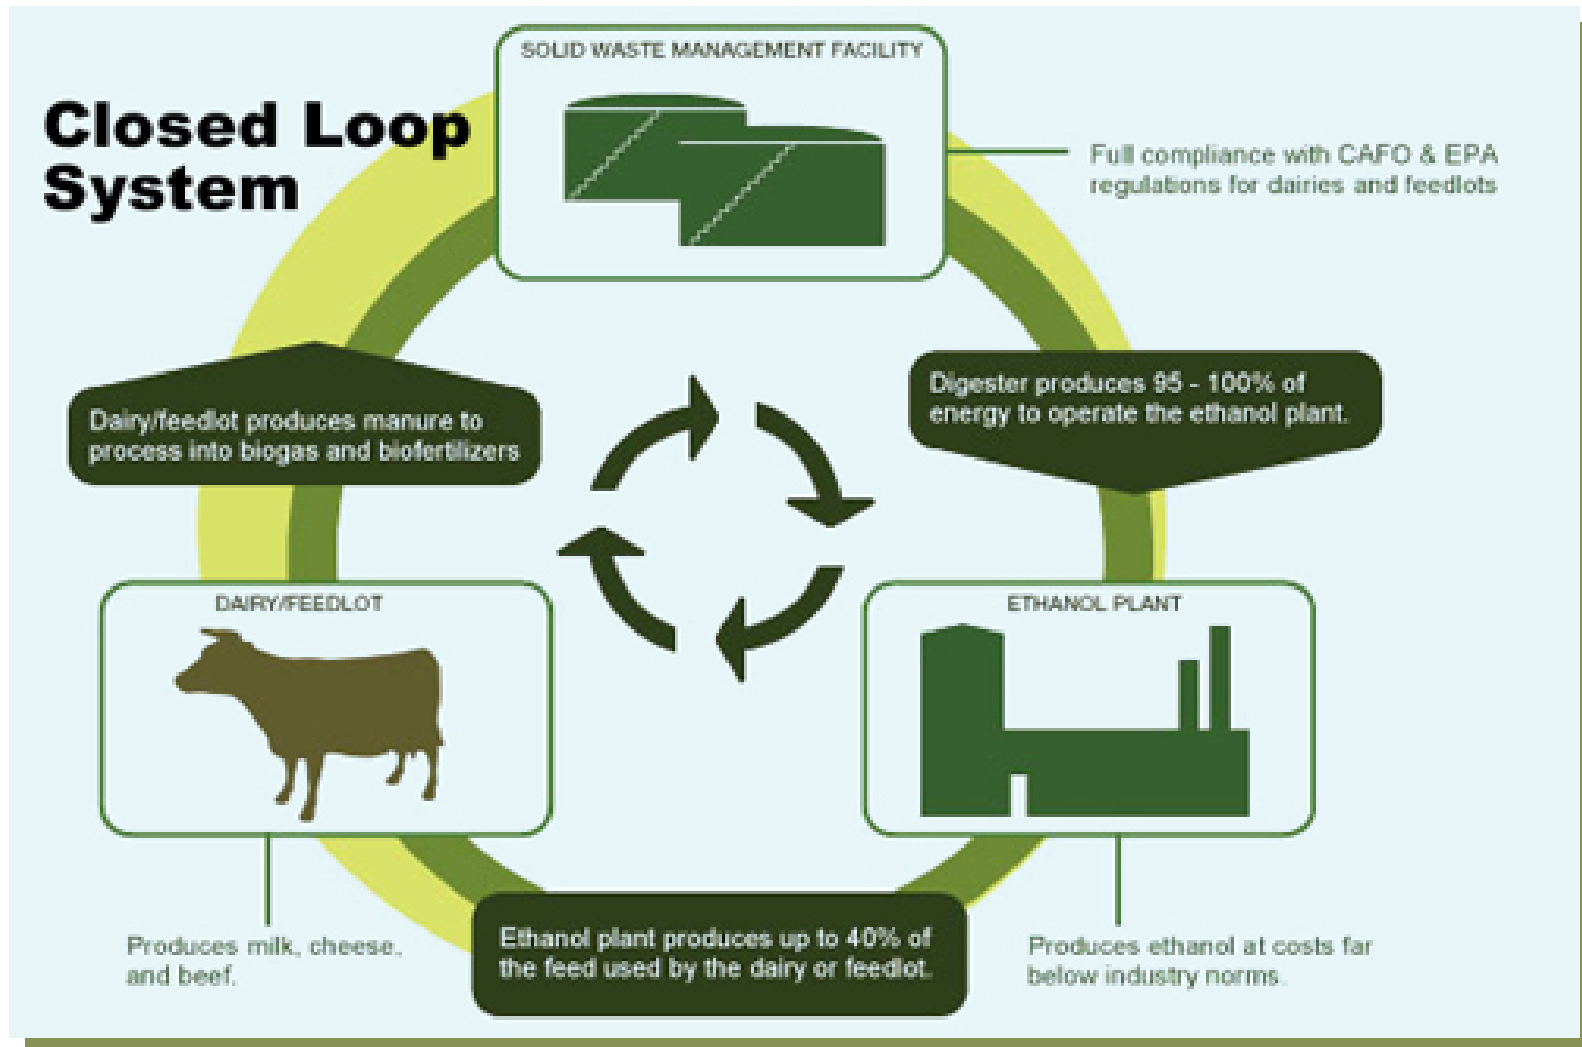 Closed Loop
System
SOLID WASTE MANAGEMENT FACILITY
Full compliance with CAFO & EPA
regulations for dairies and feedlots
Dairy/feedlot produces manure to
process into biogas and biofertilizers
Digester produces 95 - 100% of
energy to operate the ethanol plant.
DAIRY/FEEDLOT
ETHANOL PLANT
Produces milk, cheese,
and beef.
Ethanol plant produces up to 40% of
the feed used by the dairy or feedlot.
Produces ethanol at costs far
below industry norms.